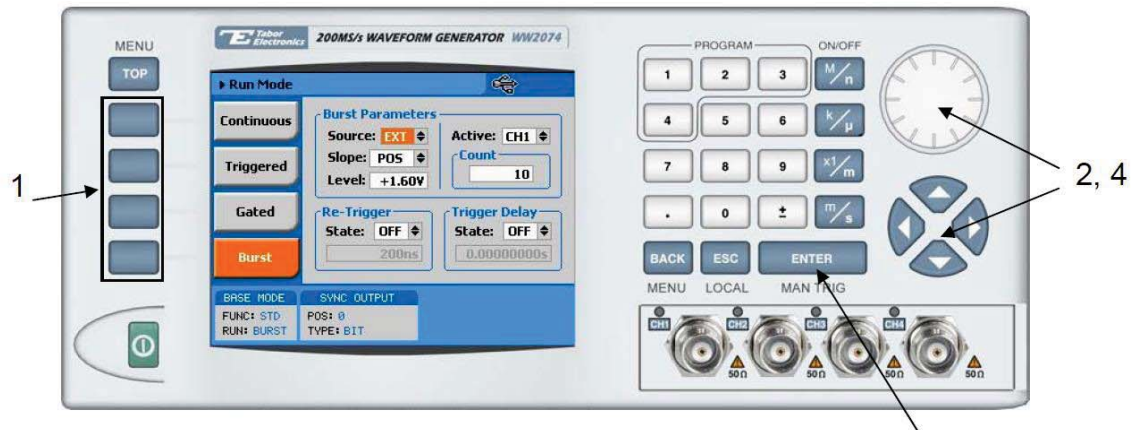 MENU
TOP
1
Tabor Electronics
200MS/s WAVEFORM GENERATOR WW2074
Run Mode
Continuous
Triggered
Gated
Burst
Burst Parameters
Source: EXT
Slope: POS
Level: +1.60V
Active: CH1
Count
10
Re-Trigger
State: OFF
200ns
Trigger Delay
State: OFF
0.00000000s
BASE MODE
FUNC: STD
RUN: BURST
SYNC OUTPUT
POS: 0
TYPE: BIT
PROGRAM
ON/OFF
1 2 3 M/n
4 5 6 k/µ
7 8 9 x1/m
. 0 ± m/s
BACK ESC ENTER
MENU LOCAL MAN TRIG
CH1 CH2 CH3 CH4
50Ω 50Ω 50Ω 50Ω
2, 4